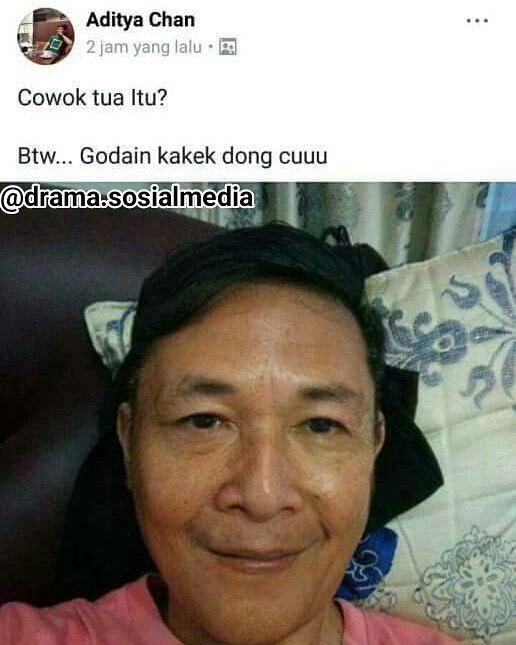 Aditya Chan
2 jam yang lalu ·
Cowok tua Itu?
Btw... Godain kakek dong cuuu
@drama.sosialmedia